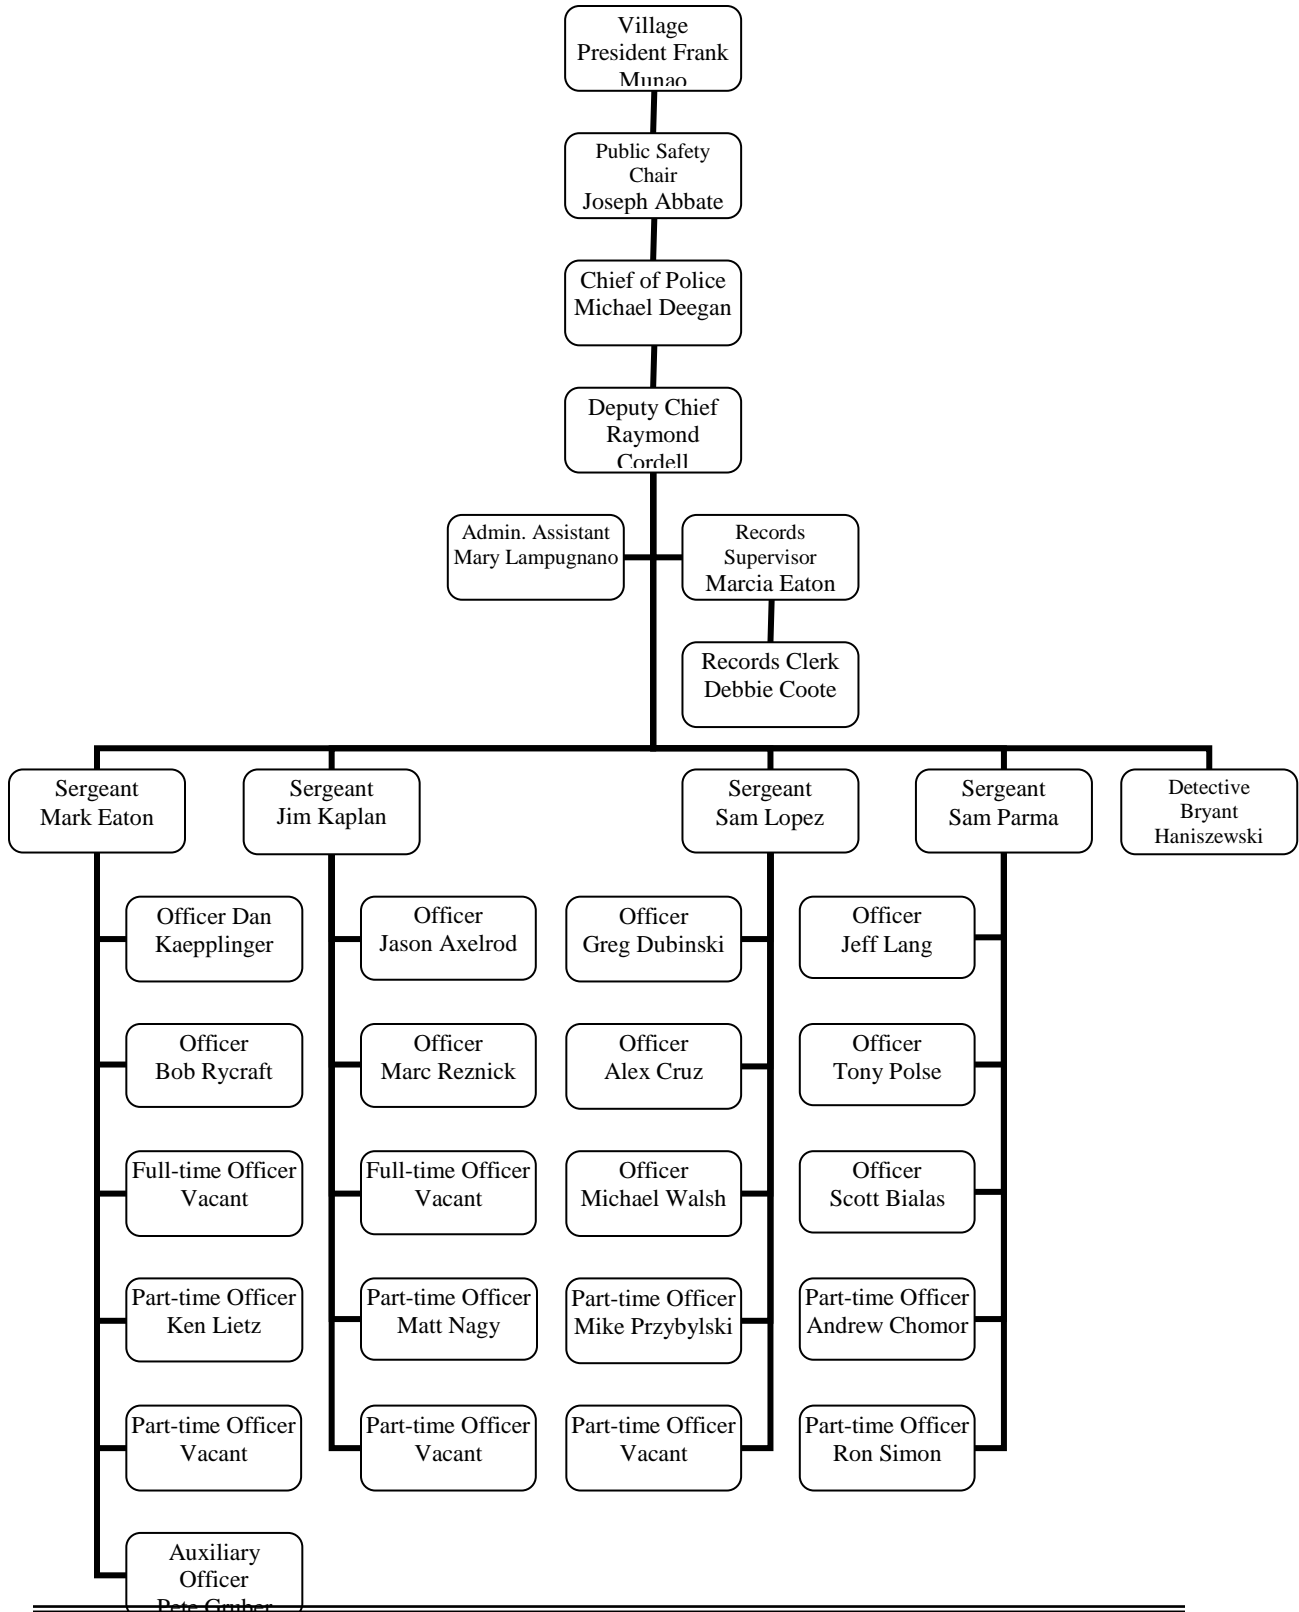 Village
President Frank
Munao
Public Safety
Chair
Joseph Abbate
Chief of Police
Michael Deegan
Deputy Chief
Raymond
Cordell
Admin. Assistant
Mary Lampugnano
Records
Supervisor
Marcia Eaton
Records Clerk
Debbie Coote
Sergeant
Mark Eaton
Sergeant
Jim Kaplan
Sergeant
Sam Lopez
Sergeant
Sam Parma
Detective
Bryant
Haniszewski
Officer Dan
Kaepplinger
Officer
Jason Axelrod
Officer
Greg Dubinski
Officer
Jeff Lang
Officer
Bob Rycraft
Officer
Marc Reznick
Officer
Alex Cruz
Officer
Tony Polse
Full-time Officer
Vacant
Full-time Officer
Vacant
Officer
Michael Walsh
Officer
Scott Bialas
Part-time Officer
Ken Lietz
Part-time Officer
Matt Nagy
Part-time Officer
Mike Przybylski
Part-time Officer
Andrew Chomor
Part-time Officer
Vacant
Part-time Officer
Vacant
Part-time Officer
Vacant
Part-time Officer
Ron Simon
Auxiliary
Officer
Pete Gruber